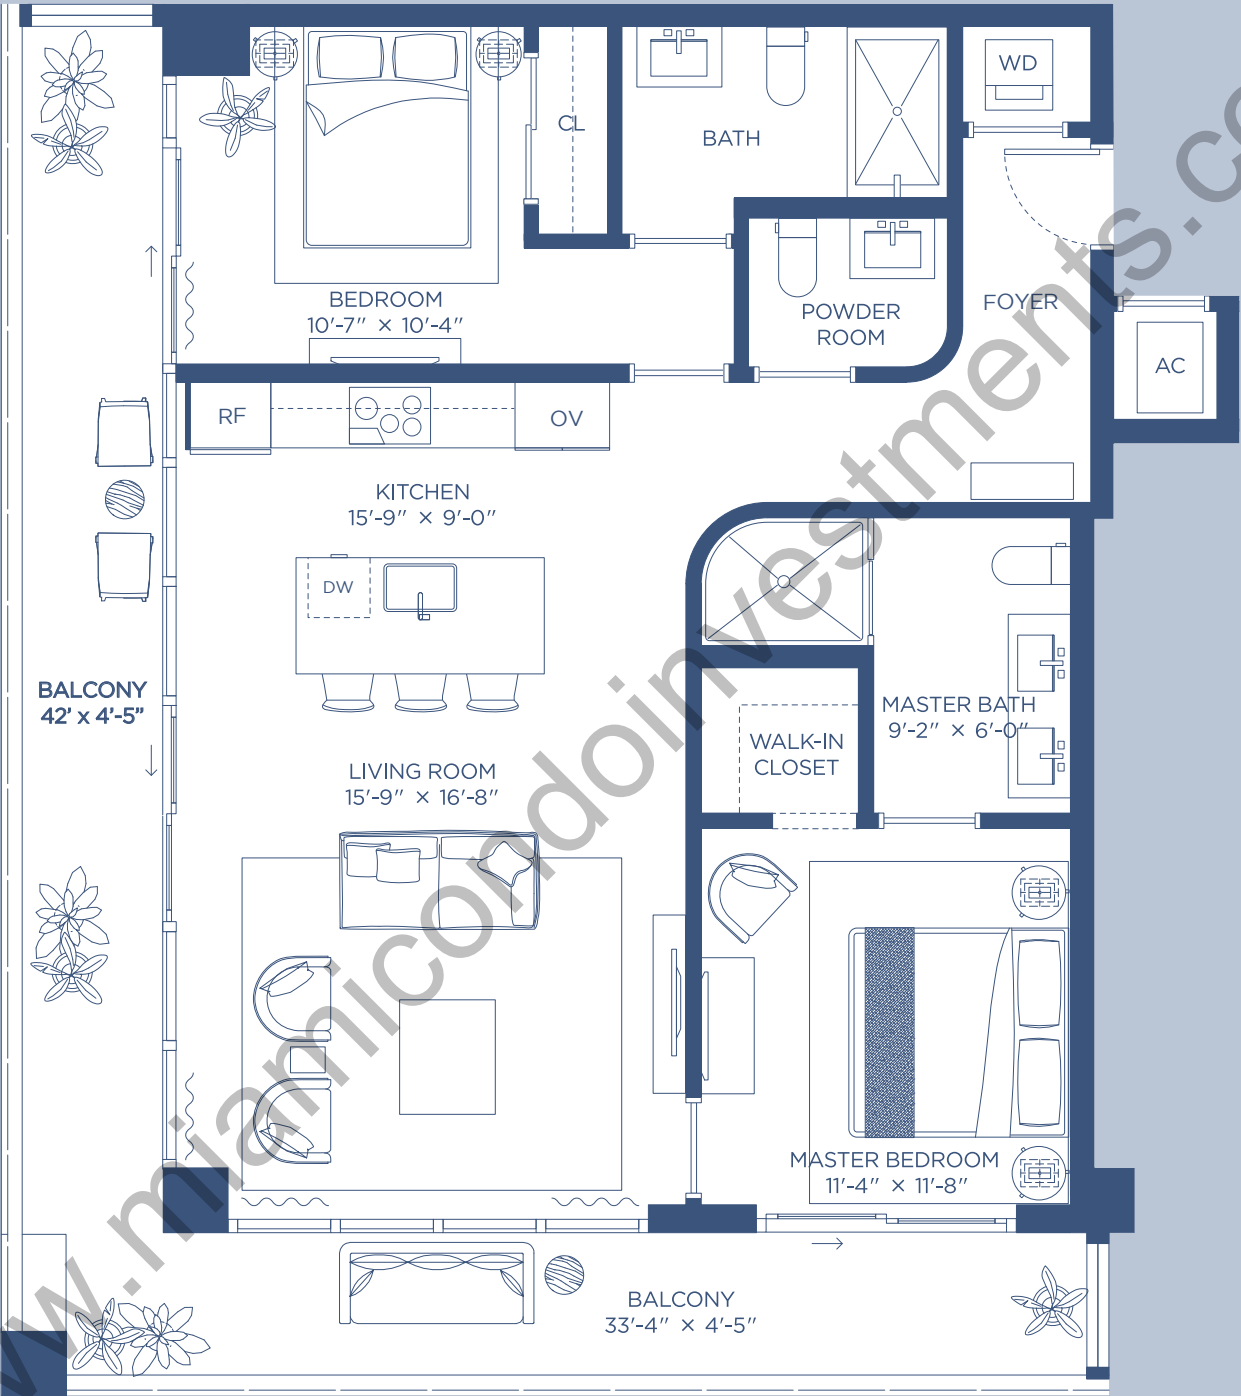 WD
CL
BATH
BEDROOM
10'-7" × 10'-4"
POWDER
ROOM
FOYER
AC
RF
OV
KITCHEN
15'-9" × 9'-0"
DW
BALCONY
42' x 4'-5"
MASTER BATH
9'-2" × 6'-0"
WALK-IN
CLOSET
LIVING ROOM
15'-9" × 16'-8"
MASTER BEDROOM
11'-4" × 11'-8"
BALCONY
33'-4" × 4'-5"
w.miamicondoinvestments.co